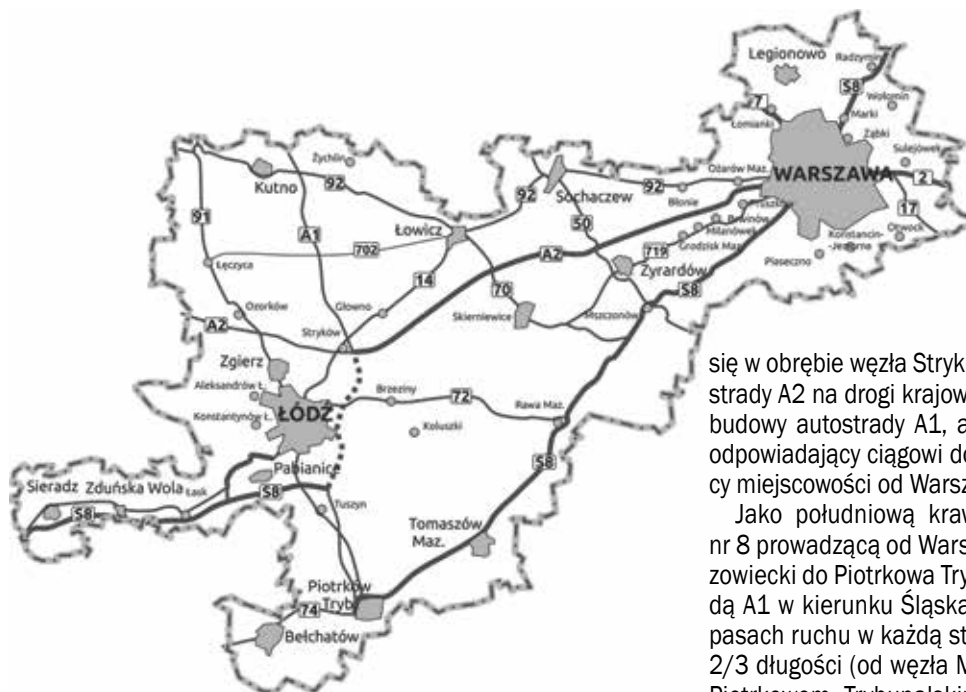 Legionowo
Radzymin
S8
Wołomin
7
Marki
Łomianki
Ząbki
Sulejówek
Żychlin
Ożarów Maz.
WARSZAWA
2
Kutno
92
Sochaczew
92
92
Błonie
Pruszków
17
91
A1
50
Brwinów
Milanówek
Otwock
Łowicz
Konstancin-
-Jeziorna
702
719
Grodzisk Maz.
A2
Łęczyca
Żyrardów
Piaseczno
14
70
S8
Ozorków
Głowno
Skierniewice
Mszczonów
A2
Stryków
Zgierz
Aleksandrów Ł.
Brzeziny
72
Rawa Maz.
ŁÓDŹ
Konstantynów Ł.
Koluszki
Pabianice
S8
Sieradz
Zduńska Wola
Łask
S8
S8
Tuszyn
Tomaszów
Maz.
Piotrków
Tryb.
74
Bełchatów
się w obrębie węzła Stryk
strady A2 na drogi krajow
budowy autostrady A1, a
odpowiadający ciągowi do
cy miejscowości od Warsz
Jako południową kraw
nr 8 prowadzącą od Wars
zowiecki do Piotrkowa Try
dą A1 w kierunku Śląska
pasach ruchu w każdą st
2/3 długości (od węzła M
Piotrkowem Trybunalskim